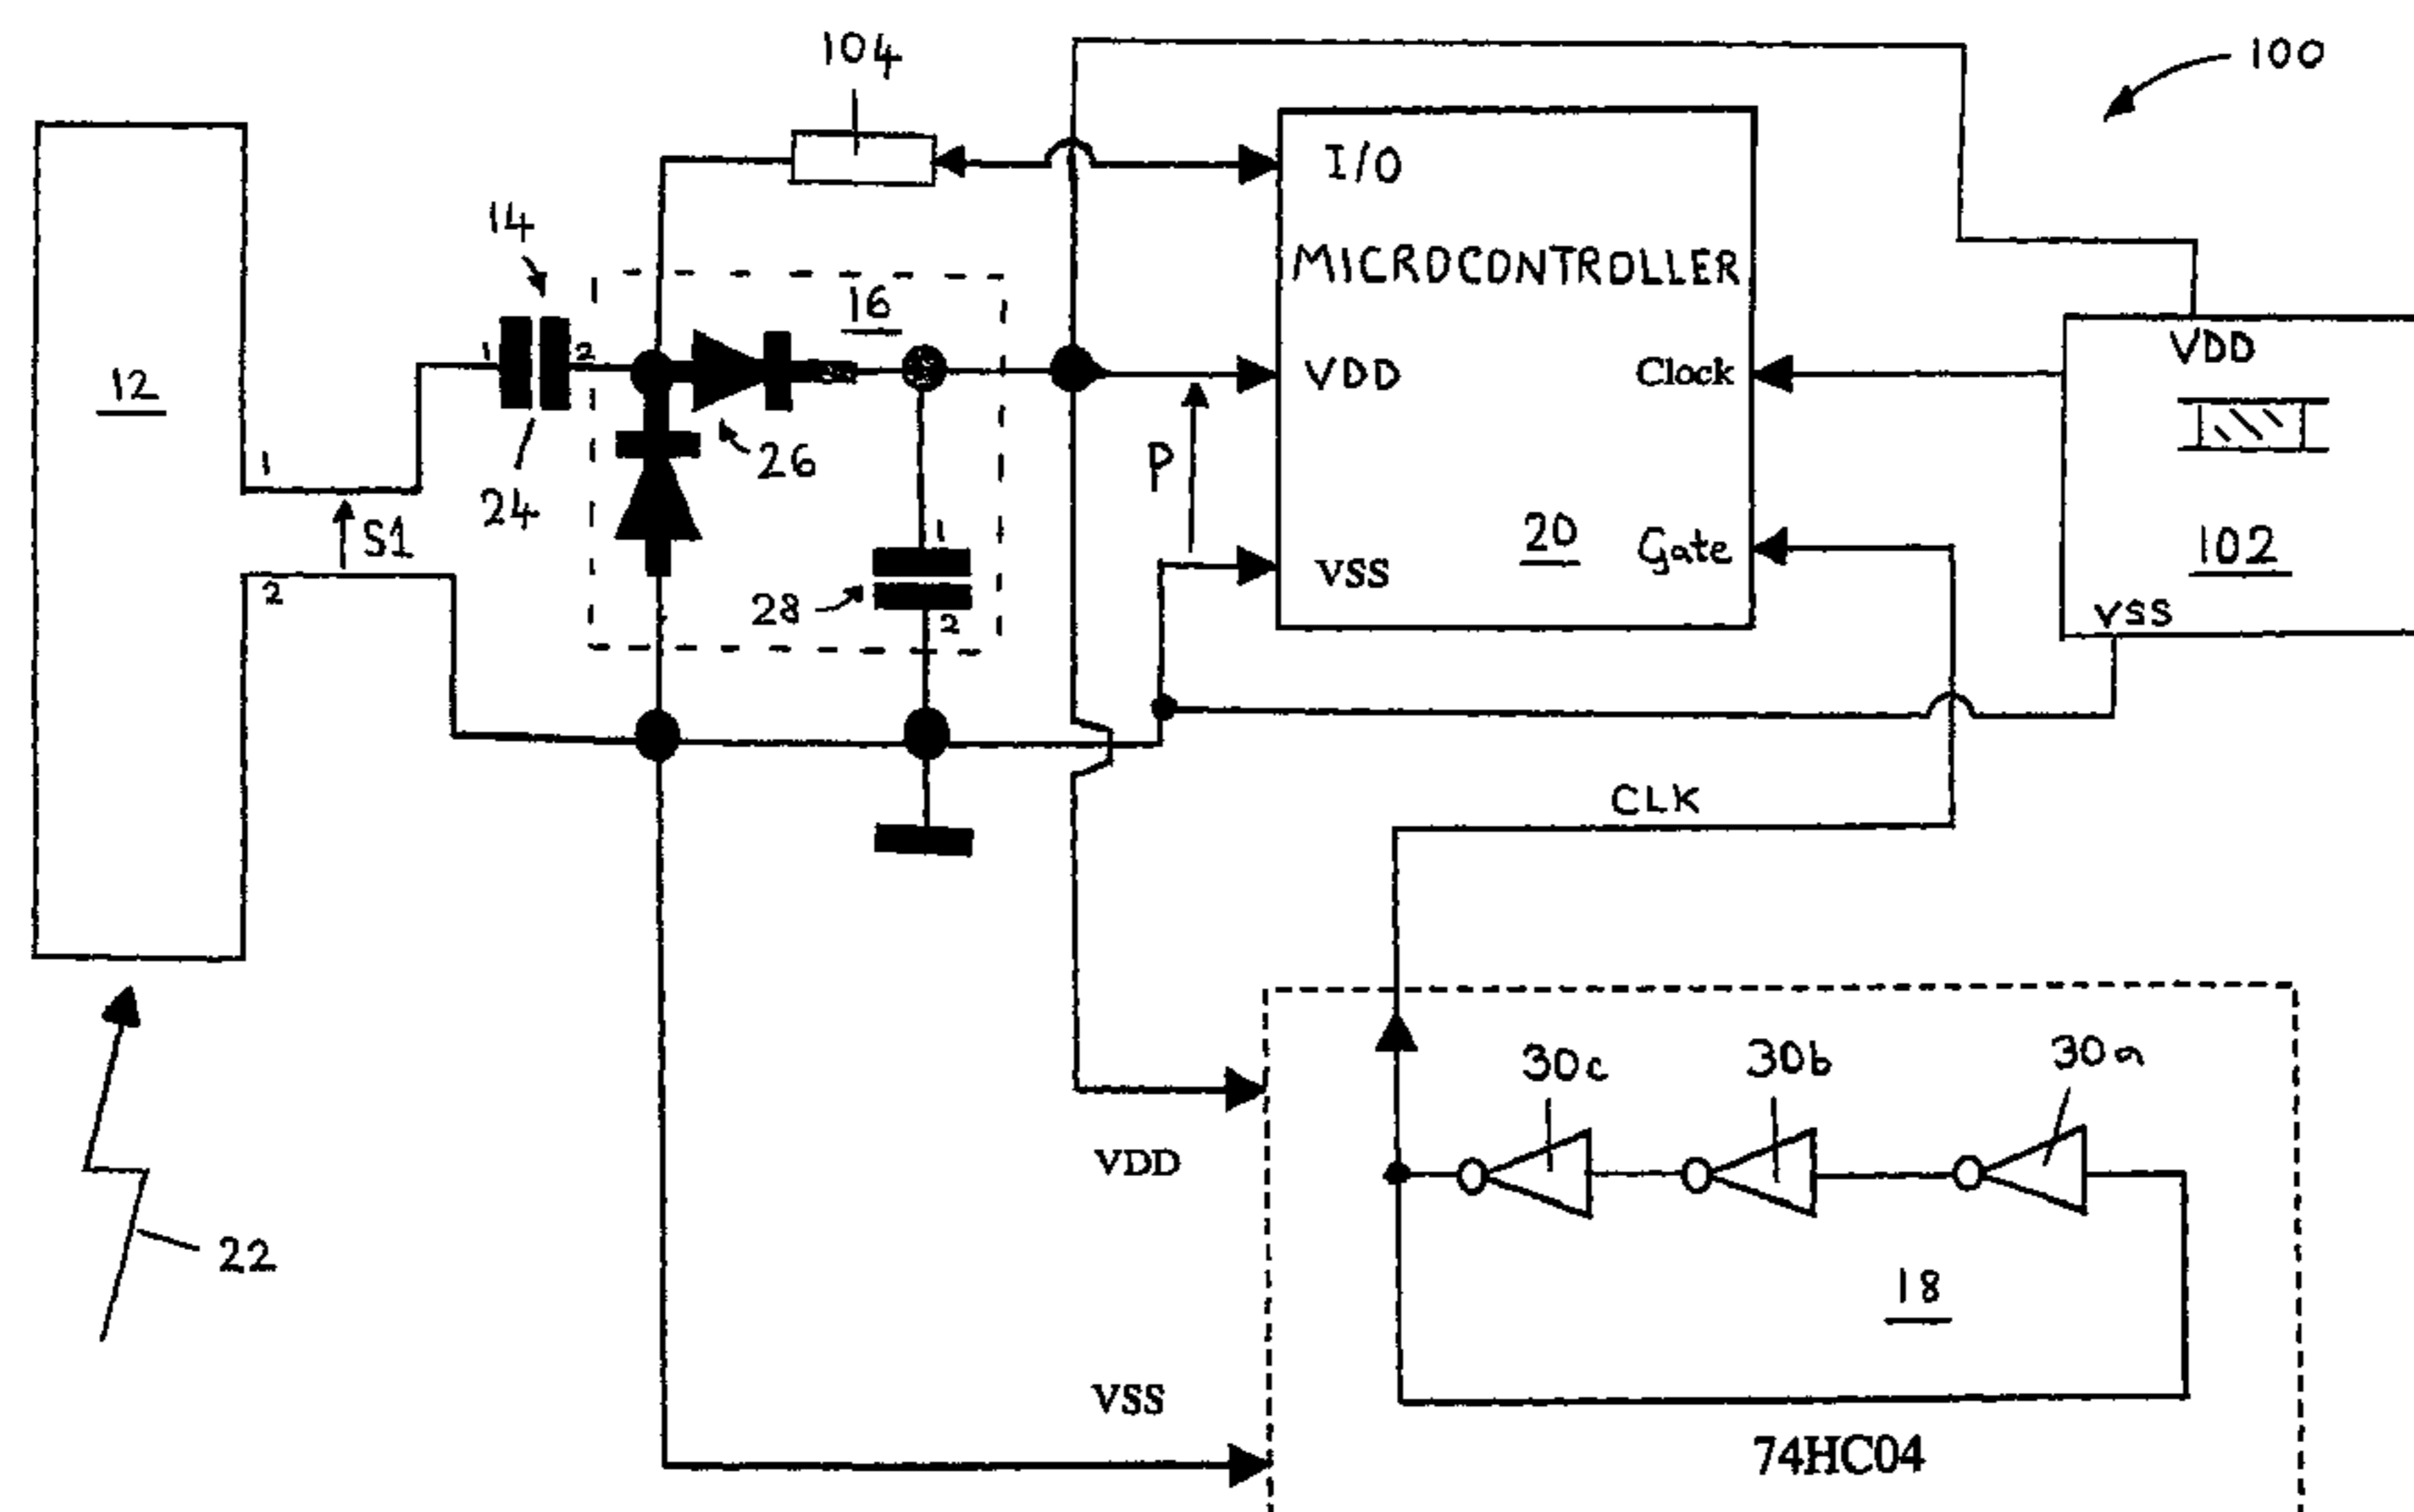 104
100
I/O
14
MICROCONTROLLER
16
1
2
12
VDD
Clock
VDD
26
P
1
24
S1
1
20
Gate
102
2
28
2
VSS
VSS
CLK
30c
30b
30a
VDD
22
18
VSS
74HC04